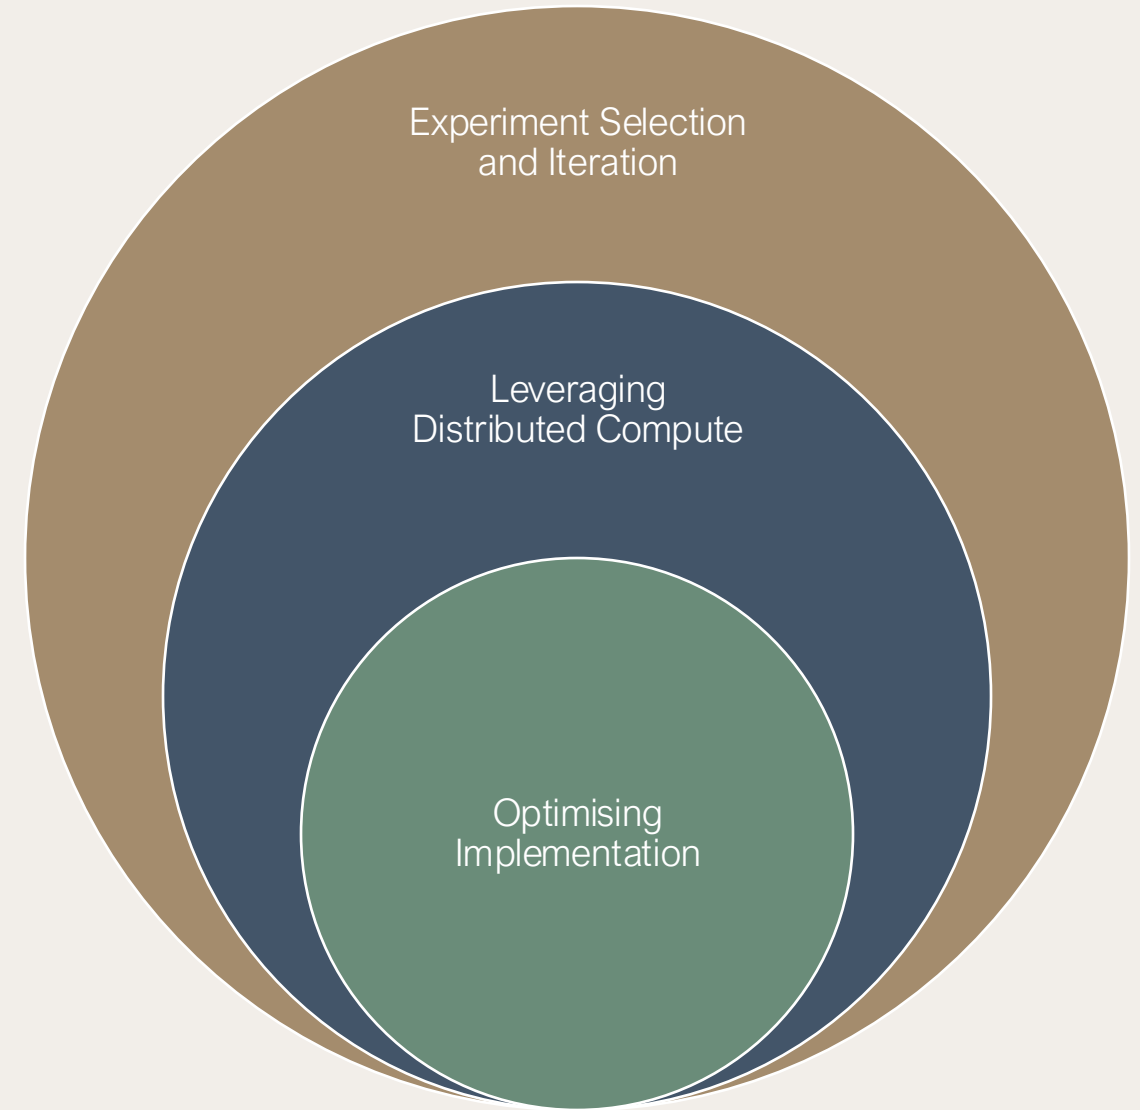 Experiment Selection
and Iteration
Leveraging
Distributed Compute
Optimising
Implementation